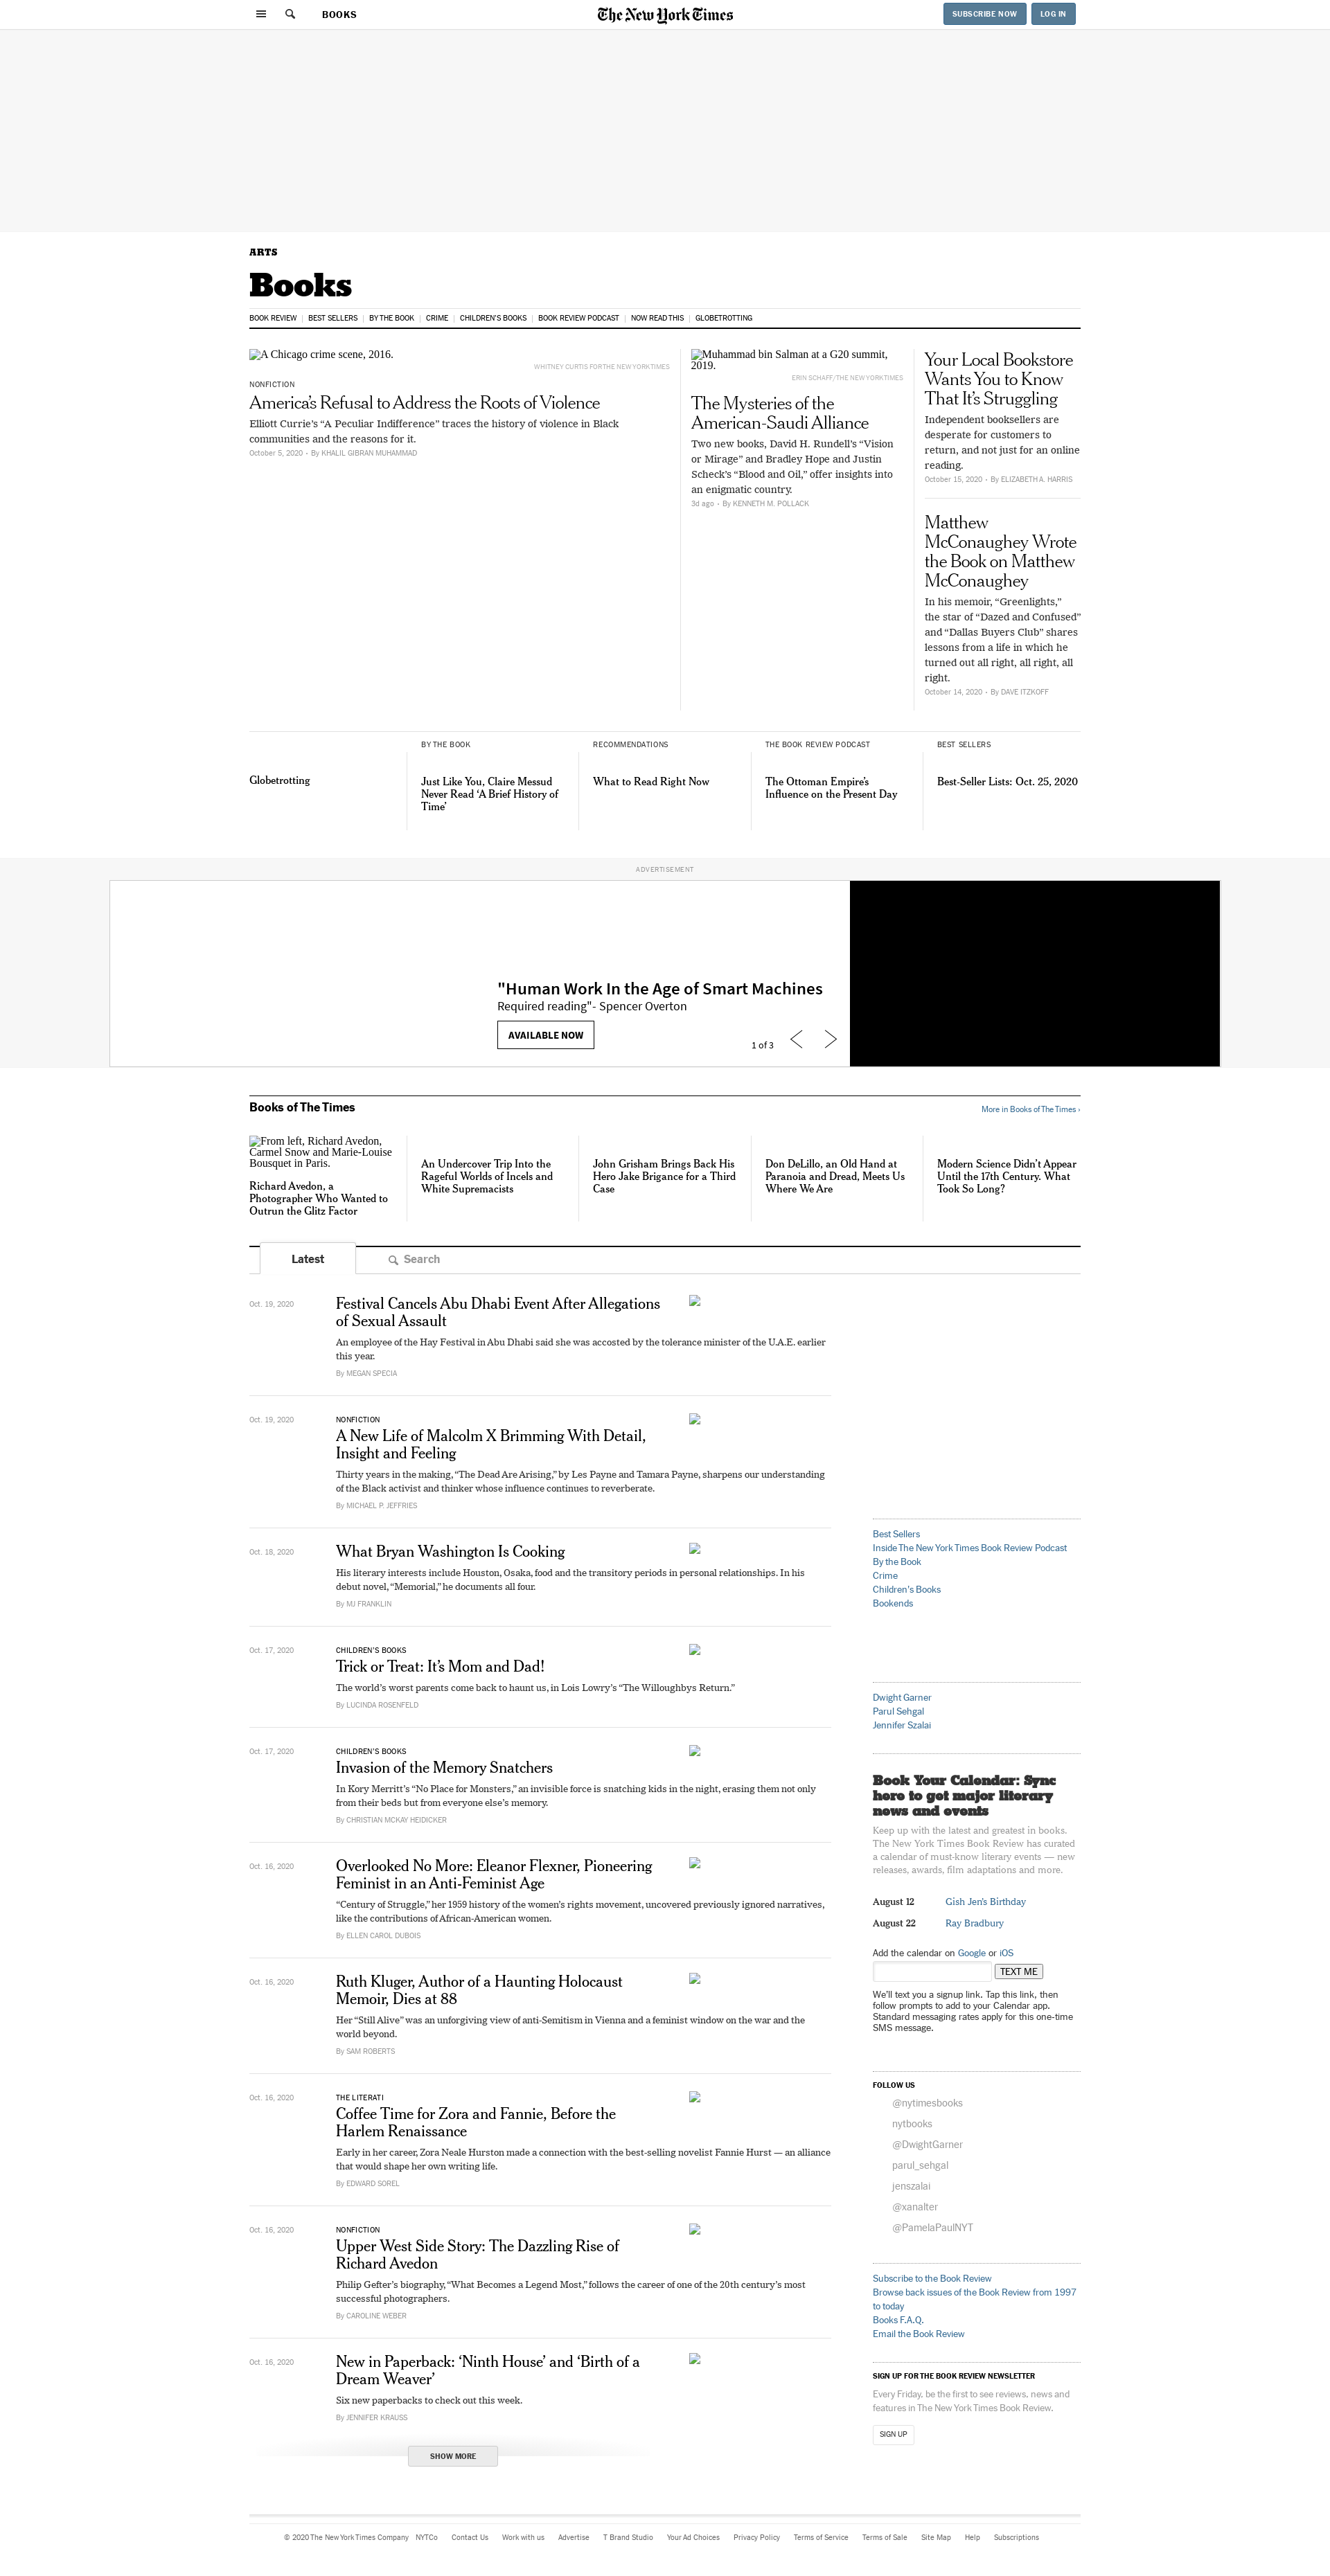 BOOKS
The New York Times
SUBSCRIBE NOW
LOG IN
ARTS
Books
BOOK REVIEW
BEST SELLERS
BY THE BOOK
CRIME
CHILDREN'S BOOKS
BOOK REVIEW PODCAST
NOW READ THIS
GLOBETROTTING
A Chicago crime scene, 2016.
WHITNEY CURTIS FOR THE NEW YORK TIMES
NONFICTION
America’s Refusal to Address the Roots of Violence
Elliott Currie’s “A Peculiar Indifference” traces the history of violence in Black
communities and the reasons for it.
October 5, 2020 • By KHALIL GIBRAN MUHAMMAD
Muhammad bin Salman at a G20 summit,
2019.
ERIN SCHAFF/THE NEW YORK TIMES
The Mysteries of the
American-Saudi Alliance
Two new books, David H. Rundell’s “Vision
or Mirage” and Bradley Hope and Justin
Scheck’s “Blood and Oil,” offer insights into
an enigmatic country.
3d ago • By KENNETH M. POLLACK
Your Local Bookstore
Wants You to Know
That It’s Struggling
Independent booksellers are
desperate for customers to
return, and not just for an online
reading.
October 15, 2020 • By ELIZABETH A. HARRIS
Matthew
McConaughey Wrote
the Book on Matthew
McConaughey
In his memoir, “Greenlights,”
the star of “Dazed and Confused”
and “Dallas Buyers Club” shares
lessons from a life in which he
turned out all right, all right, all
right.
October 14, 2020 • By DAVE ITZKOFF
Globetrotting
BY THE BOOK
Just Like You, Claire Messud
Never Read ‘A Brief History of
Time’
RECOMMENDATIONS
What to Read Right Now
THE BOOK REVIEW PODCAST
The Ottoman Empire’s
Influence on the Present Day
BEST SELLERS
Best-Seller Lists: Oct. 25, 2020
ADVERTISEMENT
"Human Work In the Age of Smart Machines
Required reading"- Spencer Overton
AVAILABLE NOW
1 of 3
Books of The Times
More in Books of The Times ›
From left, Richard Avedon,
Carmel Snow and Marie-Louise
Bousquet in Paris.
Richard Avedon, a
Photographer Who Wanted to
Outrun the Glitz Factor
An Undercover Trip Into the
Rageful Worlds of Incels and
White Supremacists
John Grisham Brings Back His
Hero Jake Brigance for a Third
Case
Don DeLillo, an Old Hand at
Paranoia and Dread, Meets Us
Where We Are
Modern Science Didn’t Appear
Until the 17th Century. What
Took So Long?
Latest
Search
Oct. 19, 2020
Festival Cancels Abu Dhabi Event After Allegations
of Sexual Assault
An employee of the Hay Festival in Abu Dhabi said she was accosted by the tolerance minister of the U.A.E. earlier
this year.
By MEGAN SPECIA
Oct. 19, 2020
NONFICTION
A New Life of Malcolm X Brimming With Detail,
Insight and Feeling
Thirty years in the making, “The Dead Are Arising,” by Les Payne and Tamara Payne, sharpens our understanding
of the Black activist and thinker whose influence continues to reverberate.
By MICHAEL P. JEFFRIES
Oct. 18, 2020
What Bryan Washington Is Cooking
His literary interests include Houston, Osaka, food and the transitory periods in personal relationships. In his
debut novel, “Memorial,” he documents all four.
By MJ FRANKLIN
Oct. 17, 2020
CHILDREN’S BOOKS
Trick or Treat: It’s Mom and Dad!
The world’s worst parents come back to haunt us, in Lois Lowry’s “The Willoughbys Return.”
By LUCINDA ROSENFELD
Oct. 17, 2020
CHILDREN’S BOOKS
Invasion of the Memory Snatchers
In Kory Merritt’s “No Place for Monsters,” an invisible force is snatching kids in the night, erasing them not only
from their beds but from everyone else’s memory.
By CHRISTIAN MCKAY HEIDICKER
Oct. 16, 2020
Overlooked No More: Eleanor Flexner, Pioneering
Feminist in an Anti-Feminist Age
“Century of Struggle,” her 1959 history of the women’s rights movement, uncovered previously ignored narratives,
like the contributions of African-American women.
By ELLEN CAROL DUBOIS
Oct. 16, 2020
Ruth Kluger, Author of a Haunting Holocaust
Memoir, Dies at 88
Her “Still Alive” was an unforgiving view of anti-Semitism in Vienna and a feminist window on the war and the
world beyond.
By SAM ROBERTS
Oct. 16, 2020
THE LITERATI
Coffee Time for Zora and Fannie, Before the
Harlem Renaissance
Early in her career, Zora Neale Hurston made a connection with the best-selling novelist Fannie Hurst — an alliance
that would shape her own writing life.
By EDWARD SOREL
Oct. 16, 2020
NONFICTION
Upper West Side Story: The Dazzling Rise of
Richard Avedon
Philip Gefter’s biography, “What Becomes a Legend Most,” follows the career of one of the 20th century’s most
successful photographers.
By CAROLINE WEBER
Oct. 16, 2020
New in Paperback: ‘Ninth House’ and ‘Birth of a
Dream Weaver’
Six new paperbacks to check out this week.
By JENNIFER KRAUSS
SHOW MORE
Best Sellers
Inside The New York Times Book Review Podcast
By the Book
Crime
Children's Books
Bookends
Dwight Garner
Parul Sehgal
Jennifer Szalai
Book Your Calendar: Sync
here to get major literary
news and events
Keep up with the latest and greatest in books.
The New York Times Book Review has curated
a calendar of must-know literary events — new
releases, awards, film adaptations and more.
August 12
Gish Jen's Birthday
August 22
Ray Bradbury
Add the calendar on Google or iOS
TEXT ME
We’ll text you a signup link. Tap this link, then
follow prompts to add to your Calendar app.
Standard messaging rates apply for this one-time
SMS message.
FOLLOW US
@nytimesbooks
nytbooks
@DwightGarner
parul_sehgal
jenszalai
@xanalter
@PamelaPaulNYT
Subscribe to the Book Review
Browse back issues of the Book Review from 1997
to today
Books F.A.Q.
Email the Book Review
SIGN UP FOR THE BOOK REVIEW NEWSLETTER
Every Friday, be the first to see reviews, news and
features in The New York Times Book Review.
SIGN UP
© 2020 The New York Times Company
NYTCo
Contact Us
Work with us
Advertise
T Brand Studio
Your Ad Choices
Privacy Policy
Terms of Service
Terms of Sale
Site Map
Help
Subscriptions